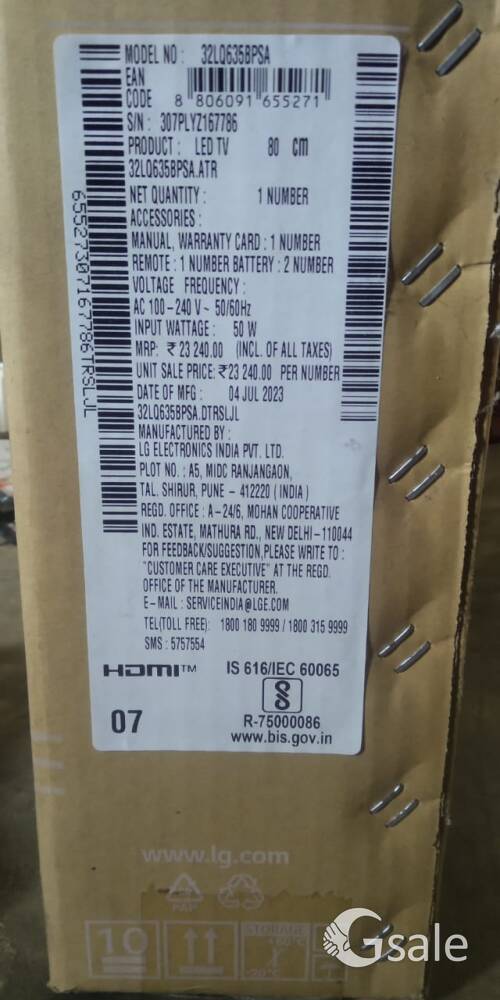 MODEL NO : 32LQ635BPSA
EAN
CODE 8 806091 655271
S/N : 307PLYZ167786
PRODUCT : LED TV 80 cm
32LQ635BPSA.ATR
NET QUANTITY : 1 NUMBER
ACCESSORIES :
MANUAL, WARRANTY CARD : 1 NUMBER
REMOTE : 1 NUMBER BATTERY : 2 NUMBER
VOLTAGE FREQUENCY :
AC 100 - 240 V ~ 50/60Hz
INPUT WATTAGE : 50 W
MRP: ₹ 23 240.00 (INCL. OF ALL TAXES)
UNIT SALE PRICE: ₹23 240.00 PER NUMBER
DATE OF MFG : 04 JUL 2023
32LQ635BPSA.DTRSLJL
MANUFACTURED BY :
LG ELECTRONICS INDIA PVT. LTD.
PLOT NO. : A5, MIDC RANJANGAON,
TAL. SHIRUR, PUNE - 412220 ( INDIA )
REGD. OFFICE : A-24/6, MOHAN COOPERATIVE
IND. ESTATE, MATHURA RD., NEW DELHI-110044
FOR FEEDBACK/SUGGESTION,PLEASE WRITE TO :
"CUSTOMER CARE EXECUTIVE" AT THE REGD.
OFFICE OF THE MANUFACTURER.
E-MAIL : SERVICEINDIA@LGE.COM
TEL(TOLL FREE): 1800 180 9999 / 1800 315 9999
SMS : 5757554
65527307167786TRSLJL
HDMI™ IS 616/IEC 60065
07 R-75000086
www.bis.gov.in
www.lg.com
PAP
10
STORAGE
Gsale